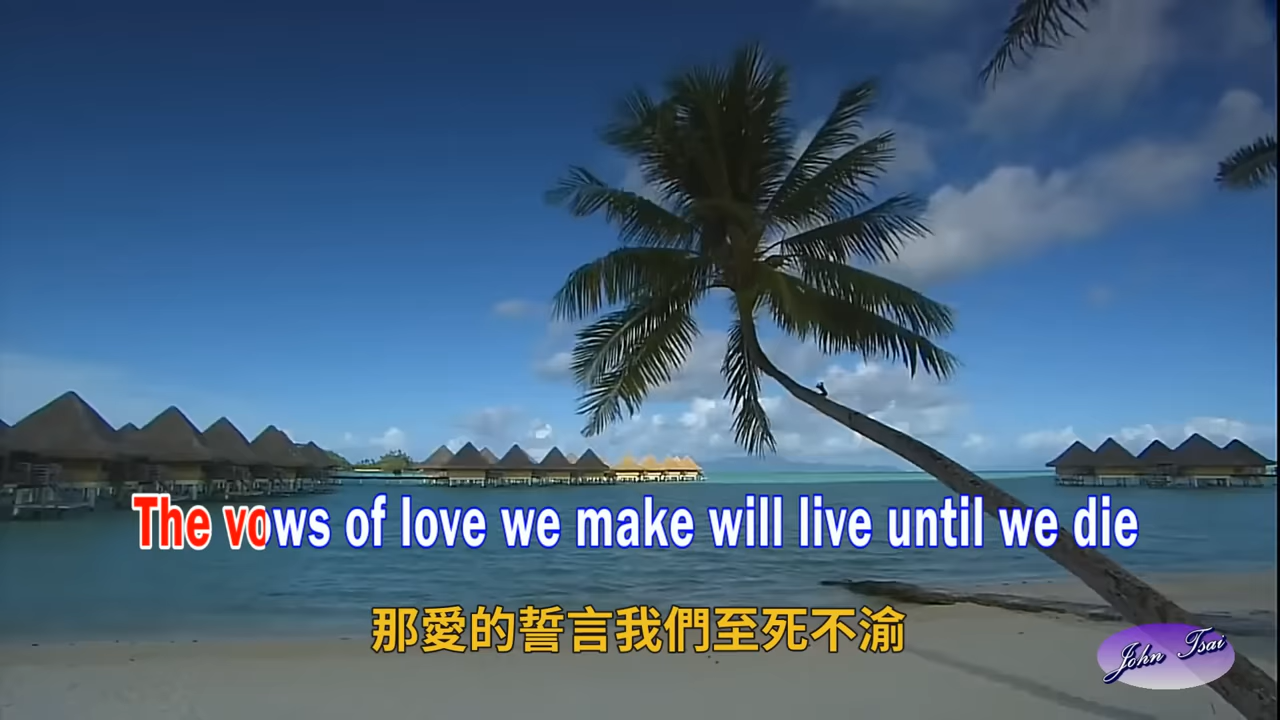 The vows of love we make will live until we die
那愛的誓言我們至死不渝
John Tsai